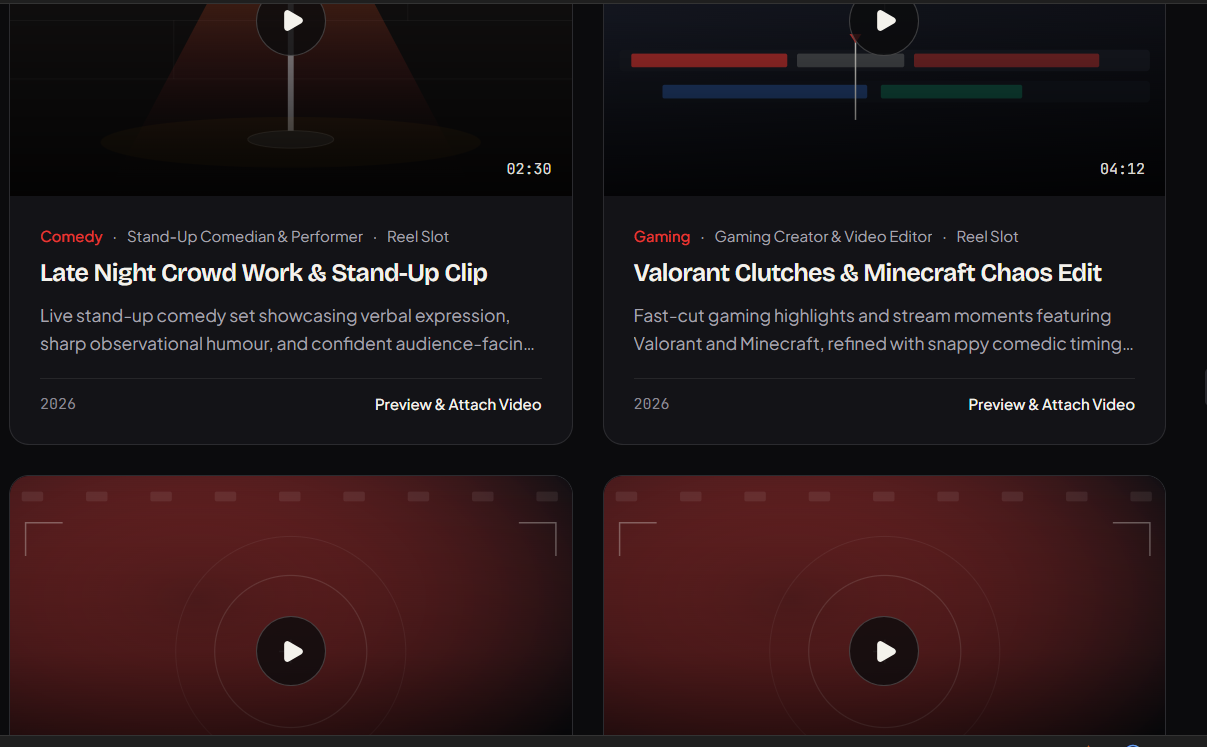 02:30
Comedy · Stand-Up Comedian & Performer · Reel Slot
Late Night Crowd Work & Stand-Up Clip
Live stand-up comedy set showcasing verbal expression,
sharp observational humour, and confident audience-facin...
2026
Preview & Attach Video
04:12
Gaming · Gaming Creator & Video Editor · Reel Slot
Valorant Clutches & Minecraft Chaos Edit
Fast-cut gaming highlights and stream moments featuring
Valorant and Minecraft, refined with snappy comedic timing...
2026
Preview & Attach Video